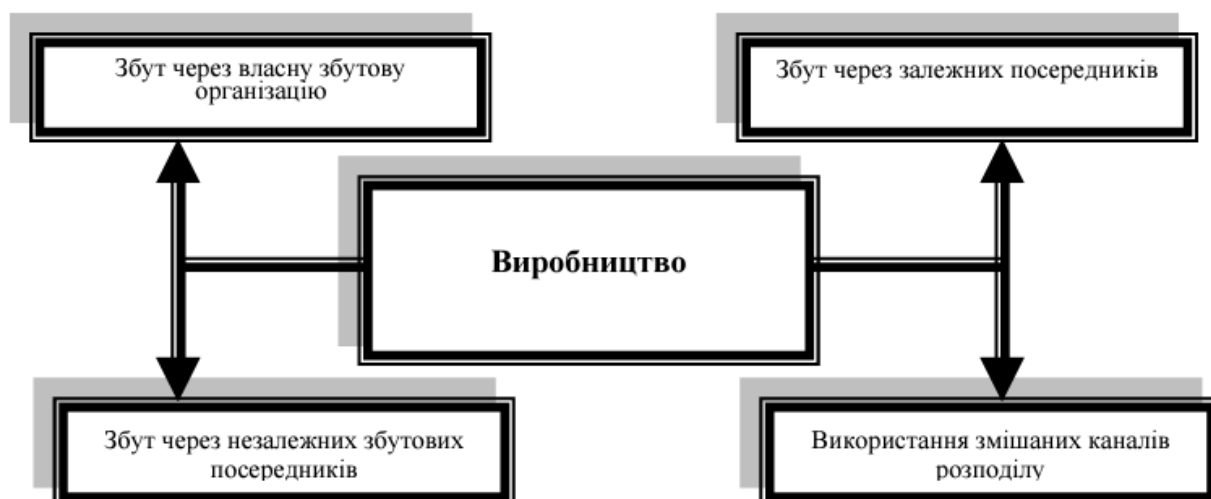 Збут через власну збутову
організацію
Збут через залежних посередників
Виробництво
Збут через незалежних збутових
посередників
Використання змішаних каналів
розподілу